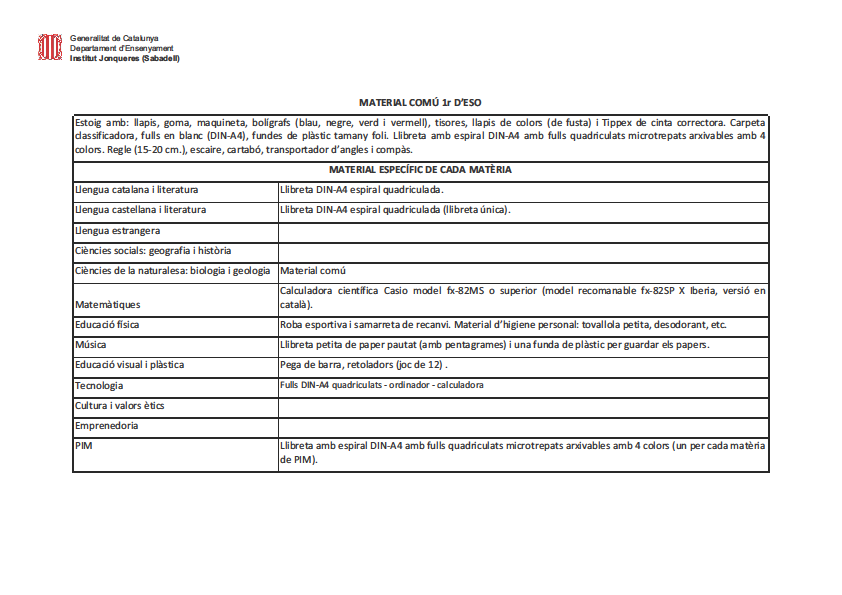 Generalitat de Catalunya
Departament d'Ensenyament
Institut Jonqueres (Sabadell)
MATERIAL COMÚ 1r D'ESO
Estoig amb: llapis, goma, maquineta, bolígrafs (blau, negre, verd i vermell), tisores, llapis de colors (de fusta) i Tippex de cinta correctora. Carpeta
classificadora, fulls en blanc (DIN-A4), fundes de plàstic tamany foli. Llibreta amb espiral DIN-A4 amb fulls quadriculats microtrepats arxivables amb 4
colors. Regle (15-20 cm.), escaire, cartabó, transportador d'angles i compàs.
MATERIAL ESPECÍFIC DE CADA MATÈRIA
Llengua catalana i literatura Llibreta DIN-A4 espiral quadriculada.
Llengua castellana i literatura Llibreta DIN-A4 espiral quadriculada (llibreta única).
Llengua estrangera
Ciències socials: geografia i història
Ciències de la naturalesa: biologia i geologia Material comú
Calculadora científica Casio model fx-82MS o superior (model recomanable fx-82SP X Iberia, versió en
Matemàtiques català).
Educació física Roba esportiva i samarreta de recanvi. Material d'higiene personal: tovallola petita, desodorant, etc.
Música Llibreta petita de paper pautat (amb pentagrames) i una funda de plàstic per guardar els papers.
Educació visual i plàstica Pega de barra, retoladors (joc de 12) .
Tecnologia Fulls DIN-A4 quadriculats - ordinador - calculadora
Cultura i valors ètics
Emprenedoria
PIM Llibreta amb espiral DIN-A4 amb fulls quadriculats microtrepats arxivables amb 4 colors (un per cada matèria
de PIM).